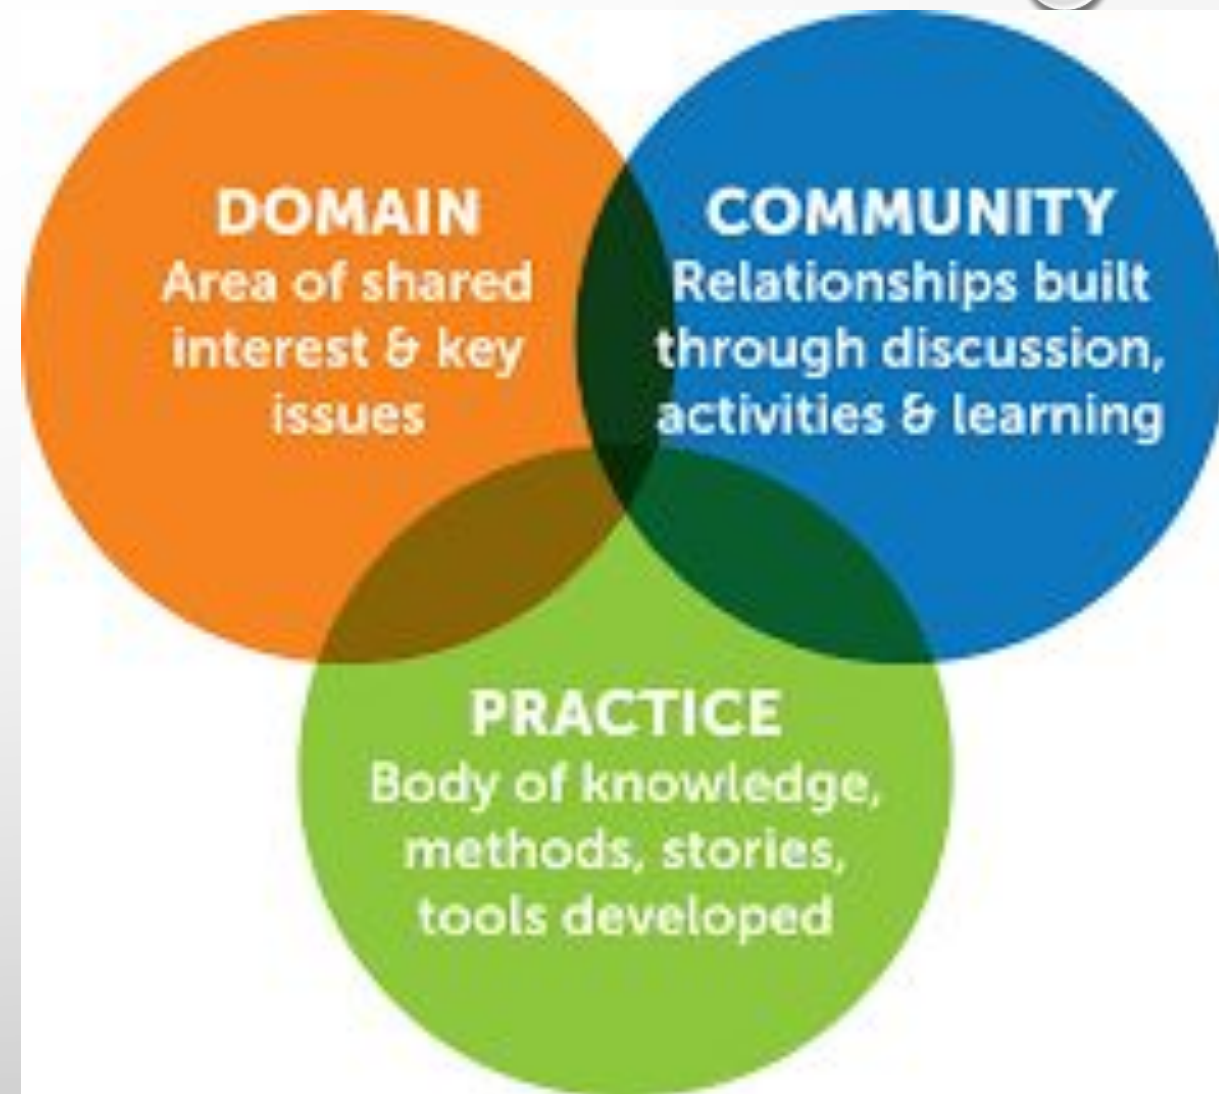 DOMAIN
Area of shared
interest & key
issues
COMMUNITY
Relationships built
through discussion,
activities & learning
PRACTICE
Body of knowledge,
methods, stories,
tools developed